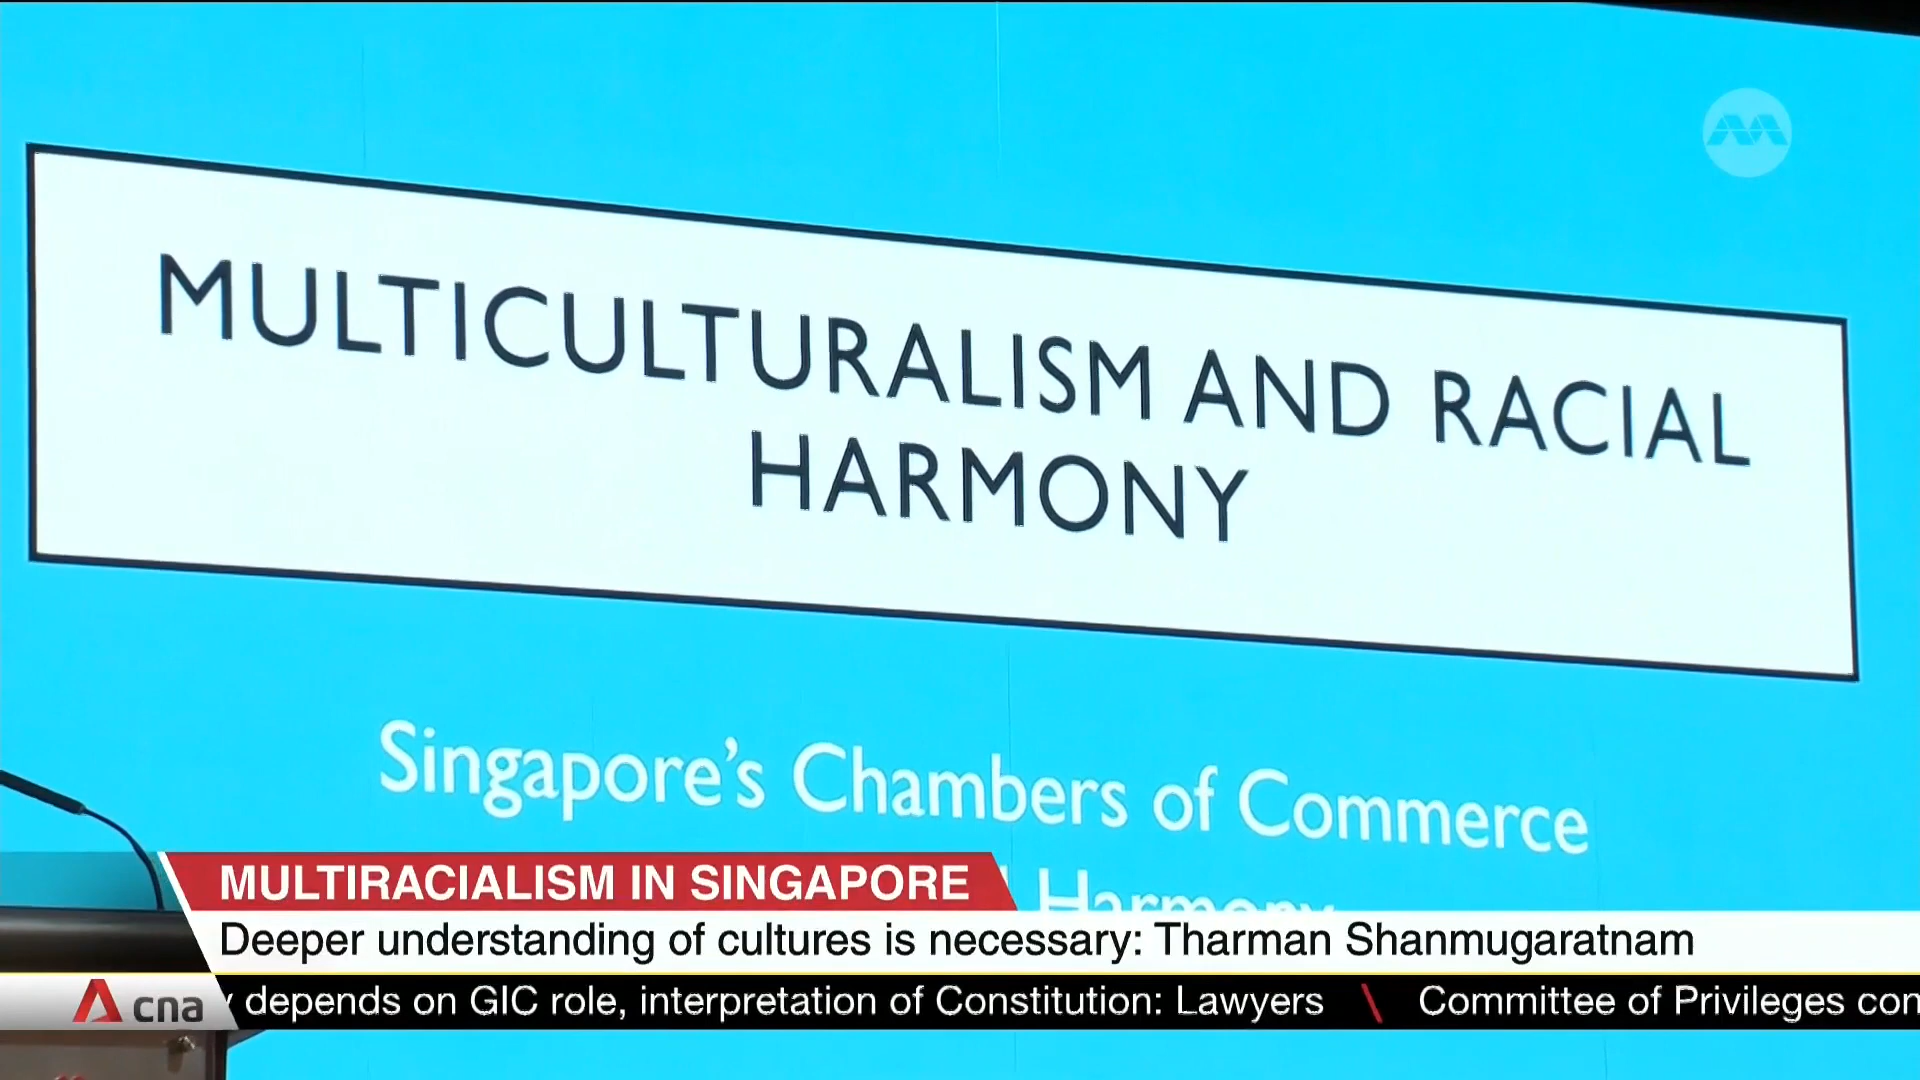 MULTICULTURALISM AND RACIAL
HARMONY
Singapore's Chambers of Commerce
Harmony
MULTIRACIALISM IN SINGAPORE
Deeper understanding of cultures is necessary: Tharman Shanmugaratnam
cna
depends on GIC role, interpretation of Constitution: Lawyers \ Committee of Privileges